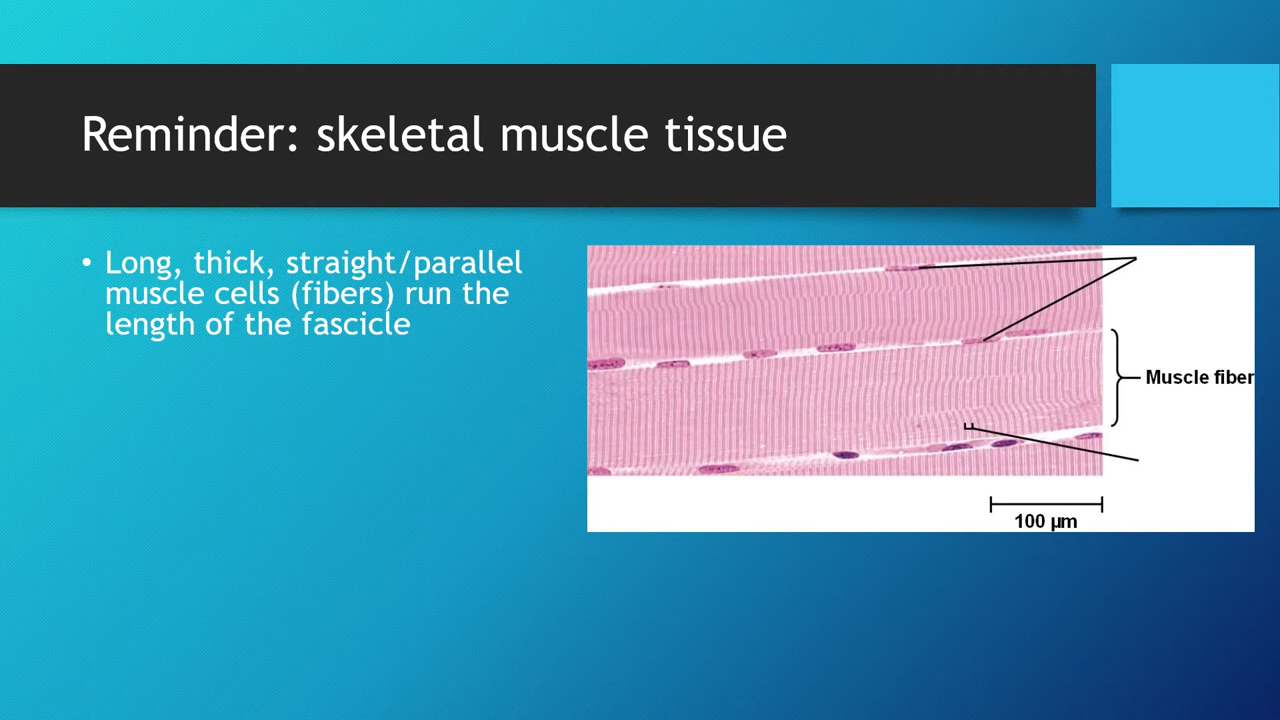 Reminder: skeletal muscle tissue
• Long, thick, straight/parallel
muscle cells (fibers) run the
length of the fascicle
Muscle fiber
100 µm